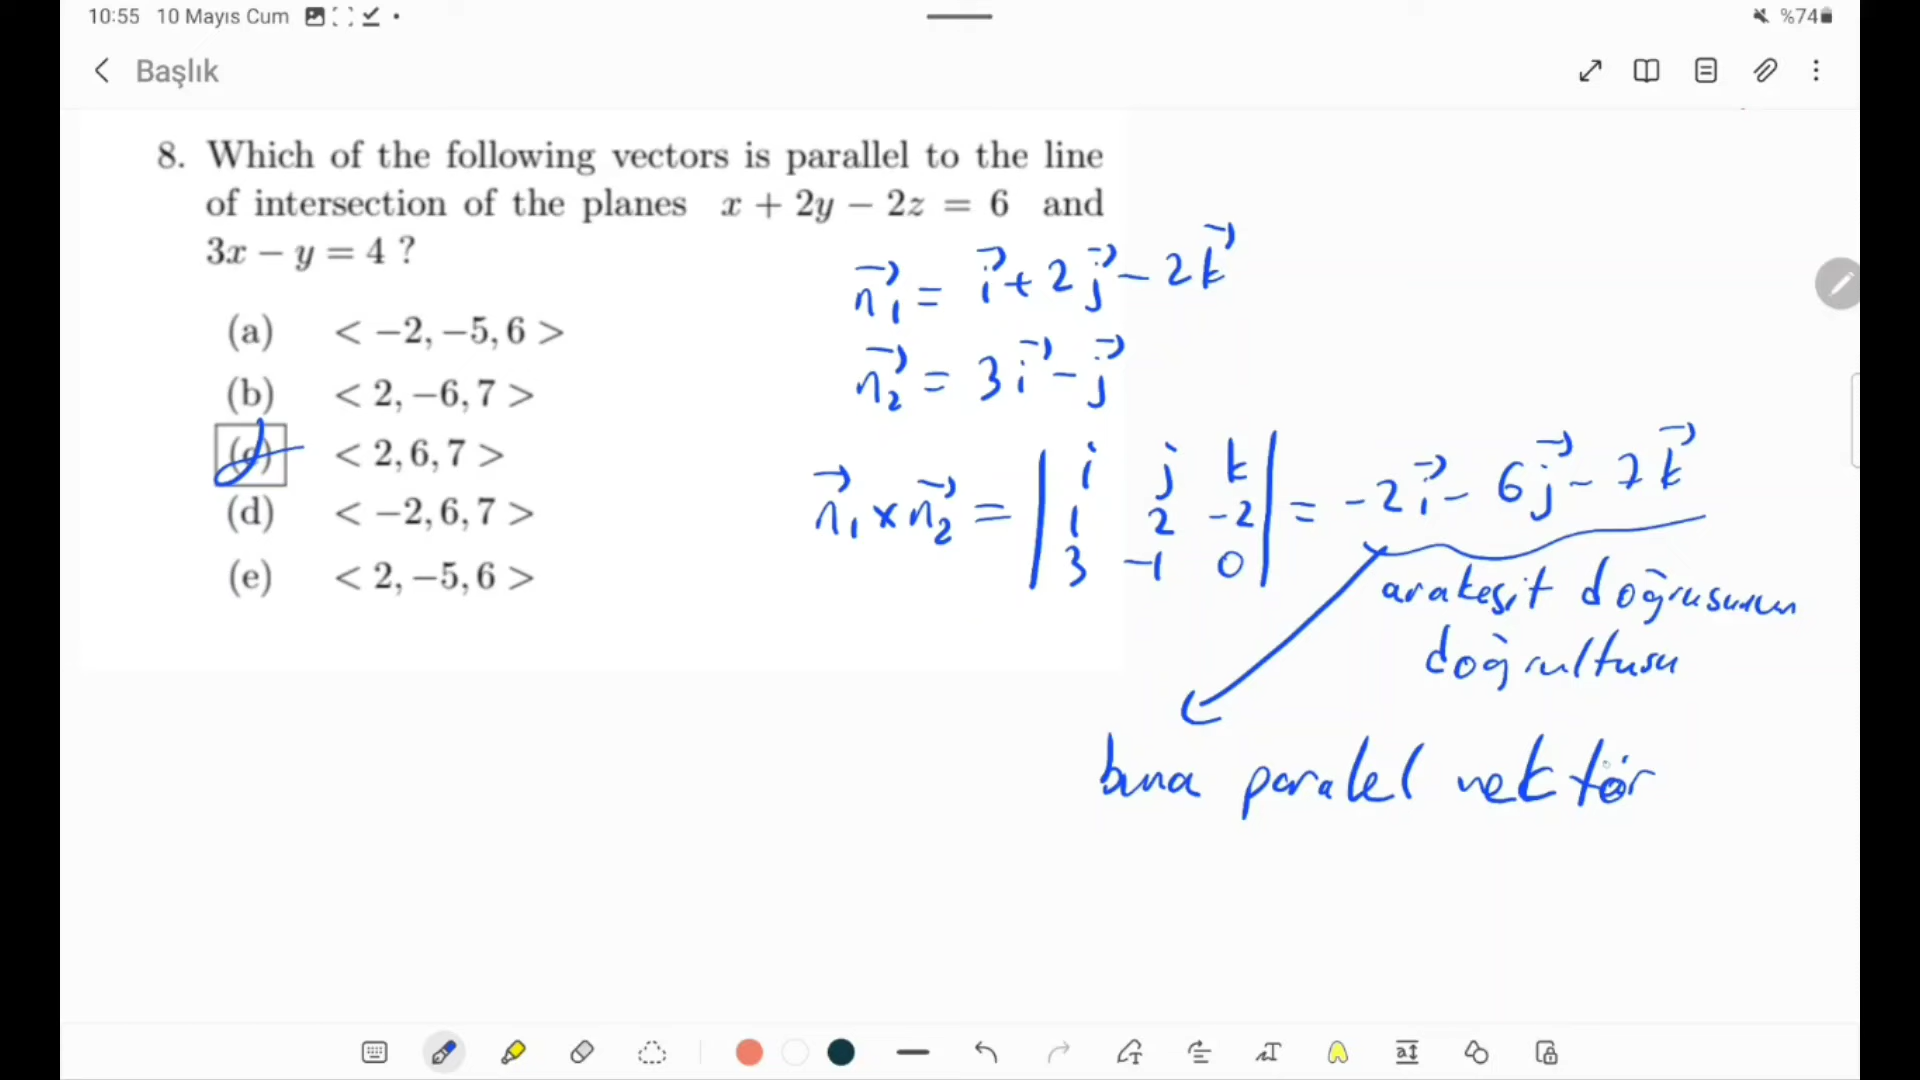 10:55 10 Mayıs Cum
%74
Başlık
8. Which of the following vectors is parallel to the line
of intersection of the planes x + 2y − 2z = 6 and
3x − y = 4 ?
(a) < −2, −5, 6 >
(b) < 2, −6, 7 >
(c) < 2, 6, 7 >
(d) < −2, 6, 7 >
(e) < 2, −5, 6 >
n⃗₁ = i⃗ + 2j⃗ − 2k⃗
n⃗₂ = 3i⃗ − j⃗
n⃗₁ × n⃗₂ = | i j k | = −2i⃗ − 6j⃗ − 7k⃗
1 2 −2
3 −1 0
arakesit doğrusunun
doğrultusu
buna paralel vektör